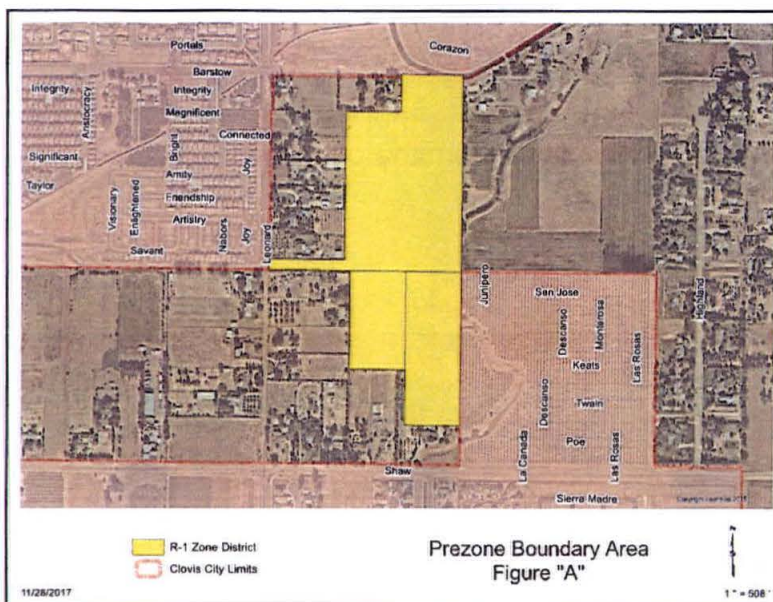 Portals
Corazon
Barstow
Integrity
Integrity
Aristocracy
Magnificent
Connected
Bright
Significant
Joy
Amity
Taylor
Friendship
Visionary
Enlightened
Artistry
Nabors
Joy
Leonard
Savant
Junipero
San Jose
Descanso
Montarosa
Highland
Keats
Las Rosas
Descanso
Twain
La Canada
Poe
Las Rosas
Shaw
Sierra Madre
R-1 Zone District
Clovis City Limits
Prezone Boundary Area
Figure "A"
N
S
11/28/2017
1 " = 508 '